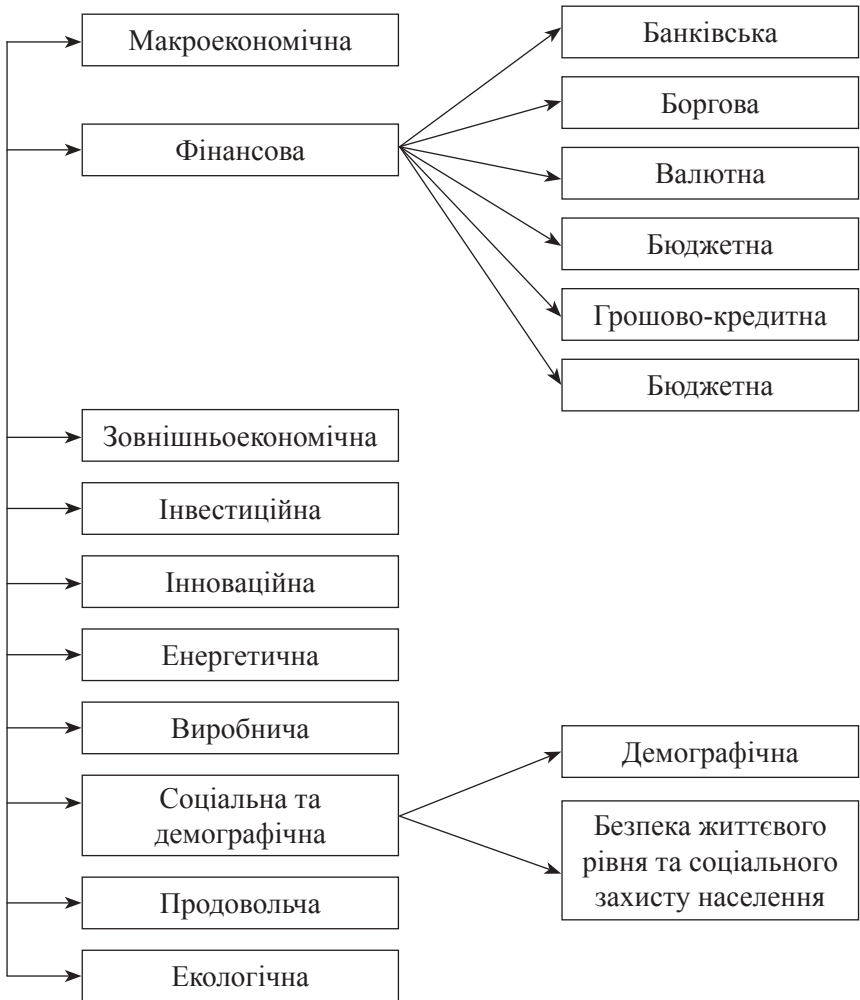 Макроекономічна
Фінансова
Банківська
Боргова
Валютна
Бюджетна
Грошово-кредитна
Бюджетна
Зовнішньоекономічна
Інвестиційна
Інноваційна
Енергетична
Виробнича
Соціальна та
демографічна
Демографічна
Безпека життєвого
рівня та соціального
захисту населення
Продовольча
Екологічна